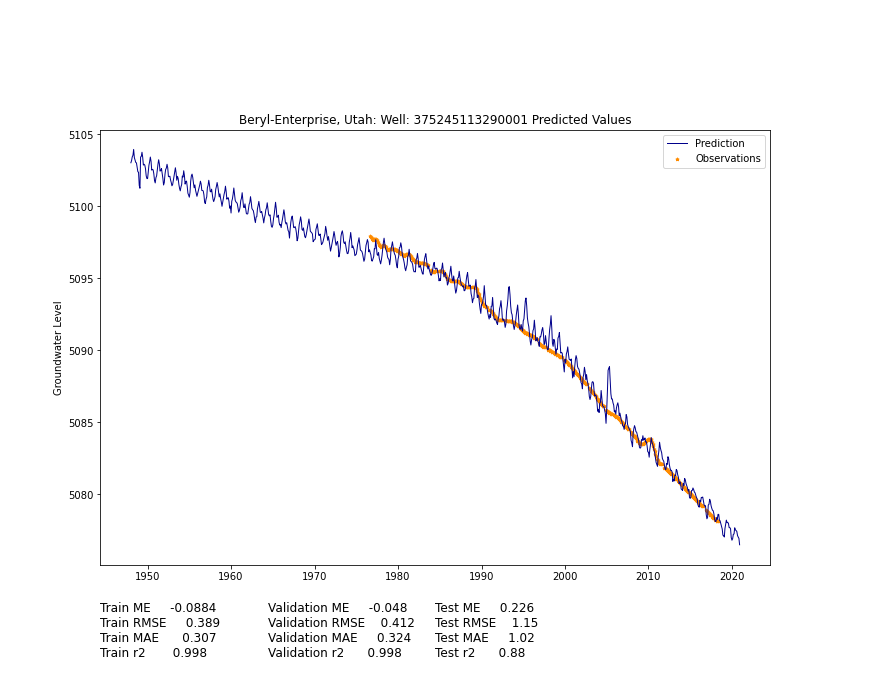 Beryl-Enterprise, Utah: Well: 375245113290001 Predicted Values
Prediction
Observations
5105
5100
5095
5090
5085
5080
Groundwater Level
1950 1960 1970 1980 1990 2000 2010 2020
Train ME -0.0884 Validation ME -0.048 Test ME 0.226
Train RMSE 0.389 Validation RMSE 0.412 Test RMSE 1.15
Train MAE 0.307 Validation MAE 0.324 Test MAE 1.02
Train r2 0.998 Validation r2 0.998 Test r2 0.88